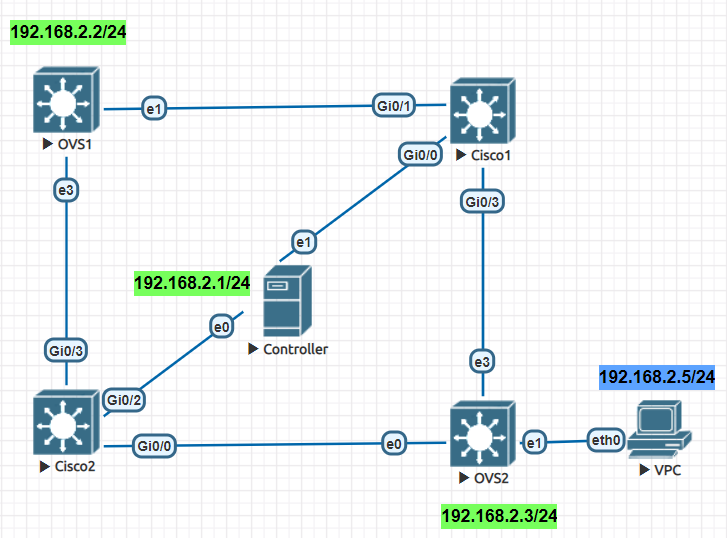 192.168.2.2/24
e1
Gi0/1
OVS1
Cisco1
Gi0/0
e3
Gi0/3
e1
192.168.2.1/24
e0
Controller
Gi0/3
e3
192.168.2.5/24
Gi0/2
Gi0/0
e0
e1
eth0
Cisco2
OVS2
VPC
192.168.2.3/24